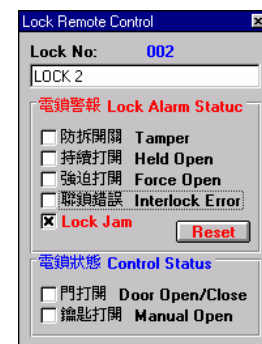 Lock Remote Control
Lock No: 002
LOCK 2
電鎖警報 Lock Alarm Statuc
防拆開關 Tamper
持續打開 Held Open
強迫打開 Force Open
聯鎖錯誤 Interlock Error
Lock Jam
Reset
電鎖狀態 Control Status
門打開 Door Open/Close
鑰匙打開 Manual Open